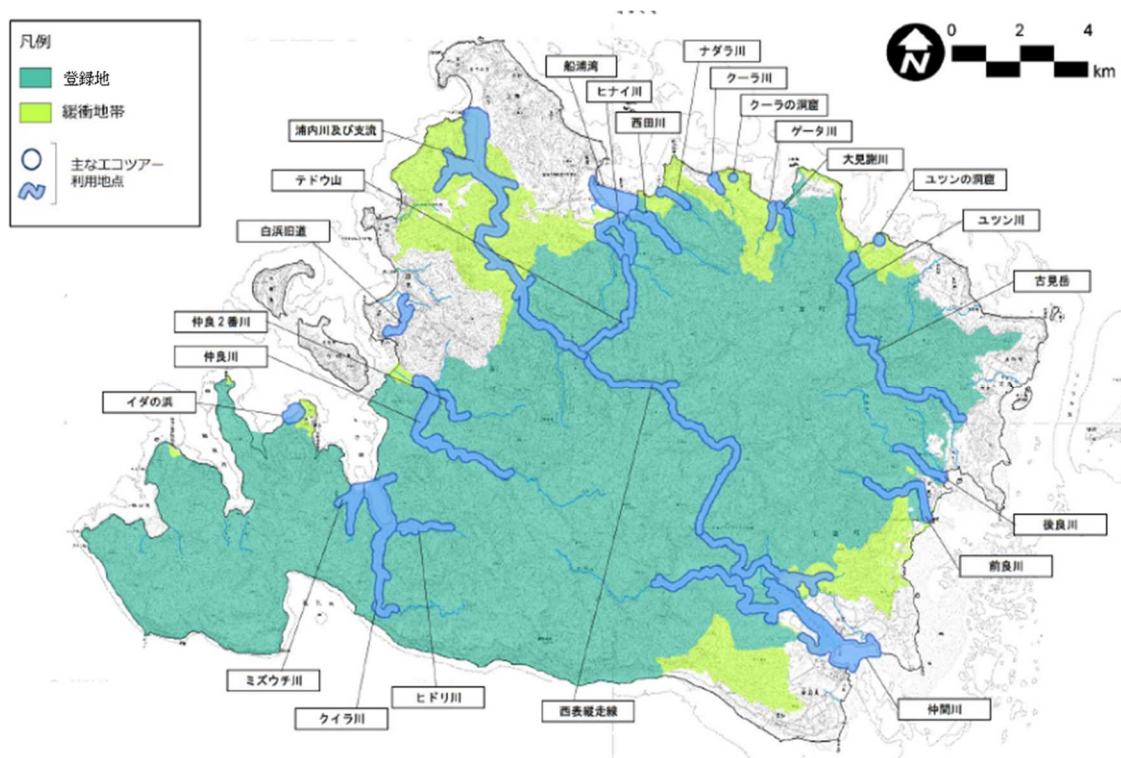 凡例
登録地
緩衝地帯
主なエコツアー
利用地点
N
0
2
4
km
船浦湾
ナダラ川
ヒナイ川
クーラ川
西田川
クーラの洞窟
浦内川及び支流
ゲータ川
大見謝川
テドウ山
ユツンの洞窟
ユツン川
白浜旧道
古見岳
仲良2番川
仲良川
イダの浜
後良川
前良川
ミズウチ川
ヒドリ川
クイラ川
西表縦走線
仲間川